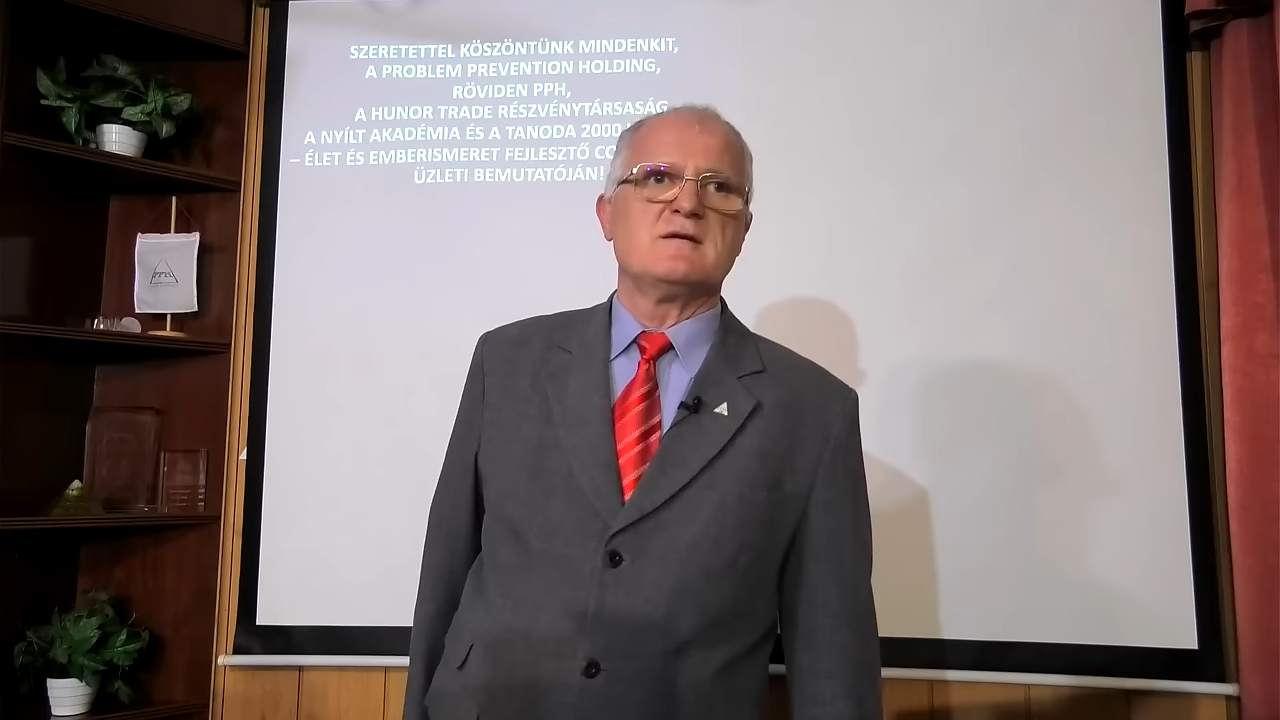 SZERETETTEL KÖSZÖNTÜNK MINDENKIT,
A PROBLEM PREVENTION HOLDING,
RÖVIDEN PPH,
A HUNOR TRADE RÉSZVÉNYTÁRSASÁG
A NYÍLT AKADÉMIA ÉS A TANODA 2000
– ÉLET ÉS EMBERISMERET FEJLESZTŐ
ÜZLETI BEMUTATÓJÁN!